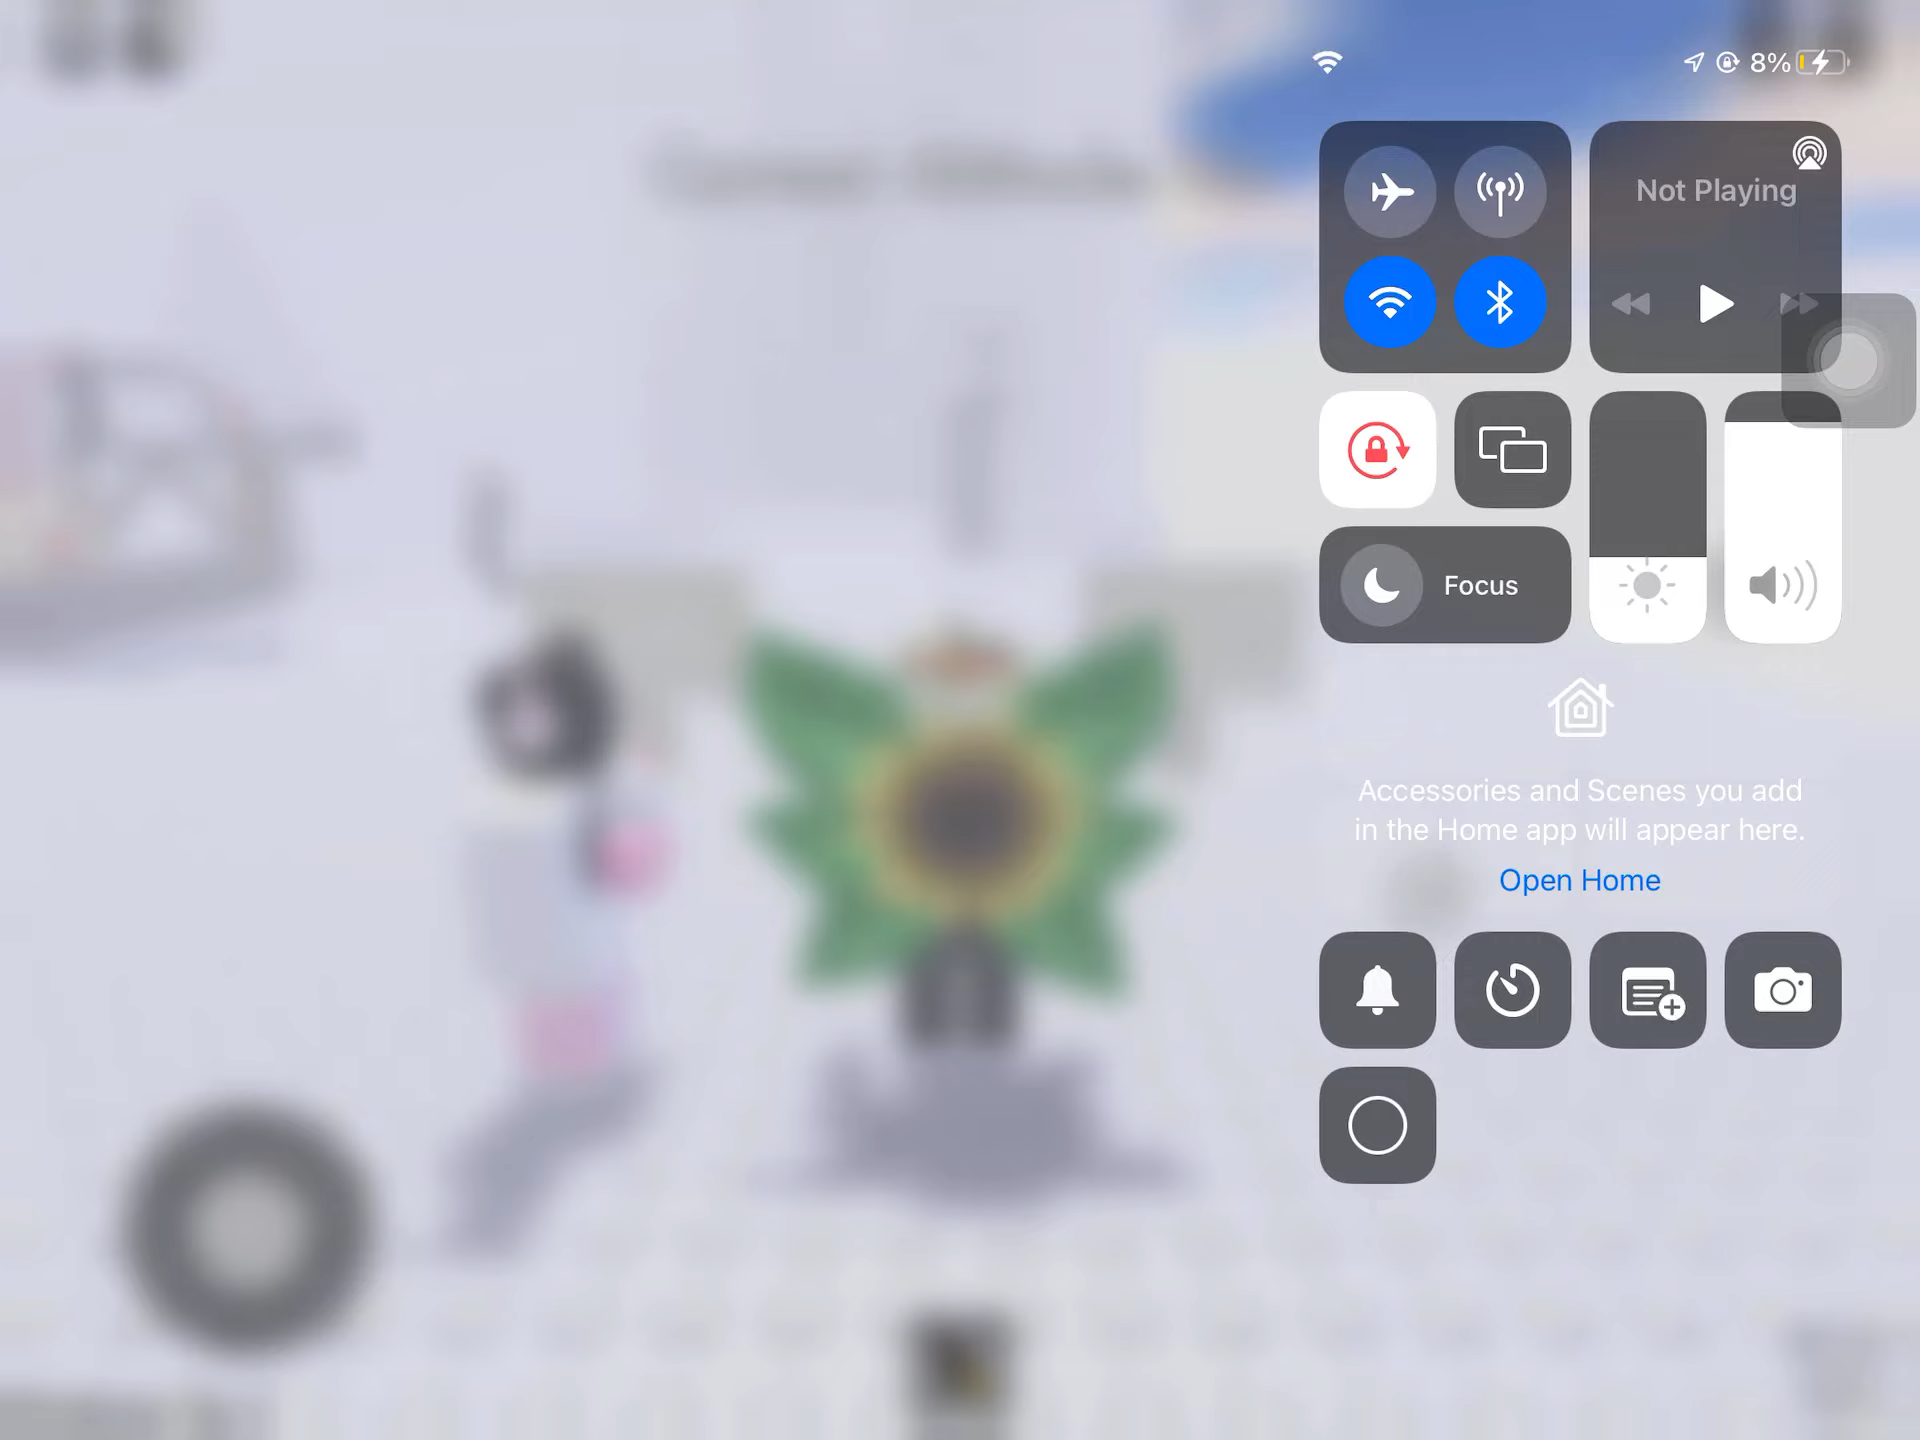 8%
Not Playing
Focus
Accessories and Scenes you add
in the Home app will appear here.
Open Home